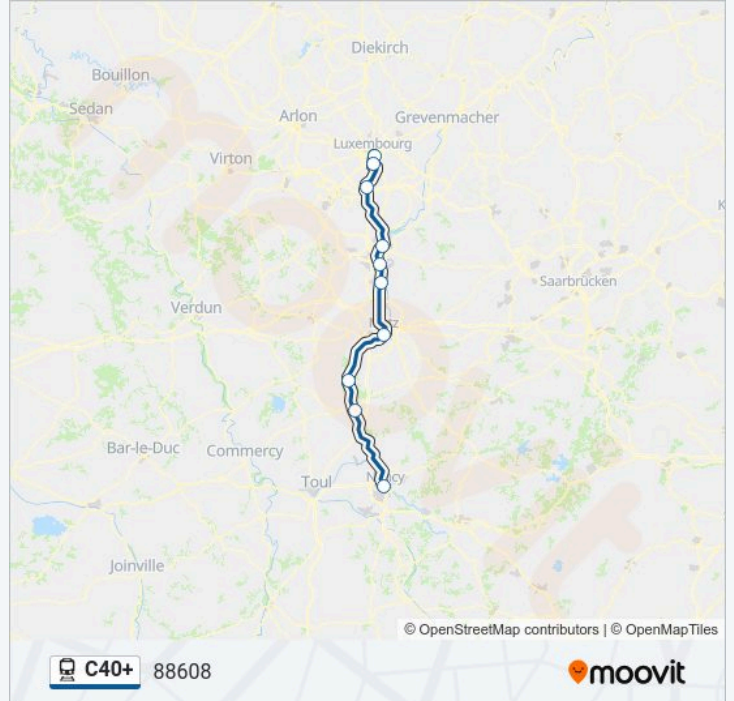 Diekirch
Bouillon
Sedan
Arlon
Grevenmacher
Luxembourg
Virton
Saarbrücken
Verdun
Bar-le-Duc
Commercy
Toul
Joinville
© OpenStreetMap contributors | © OpenMapTiles
C40+ 88608
moovit